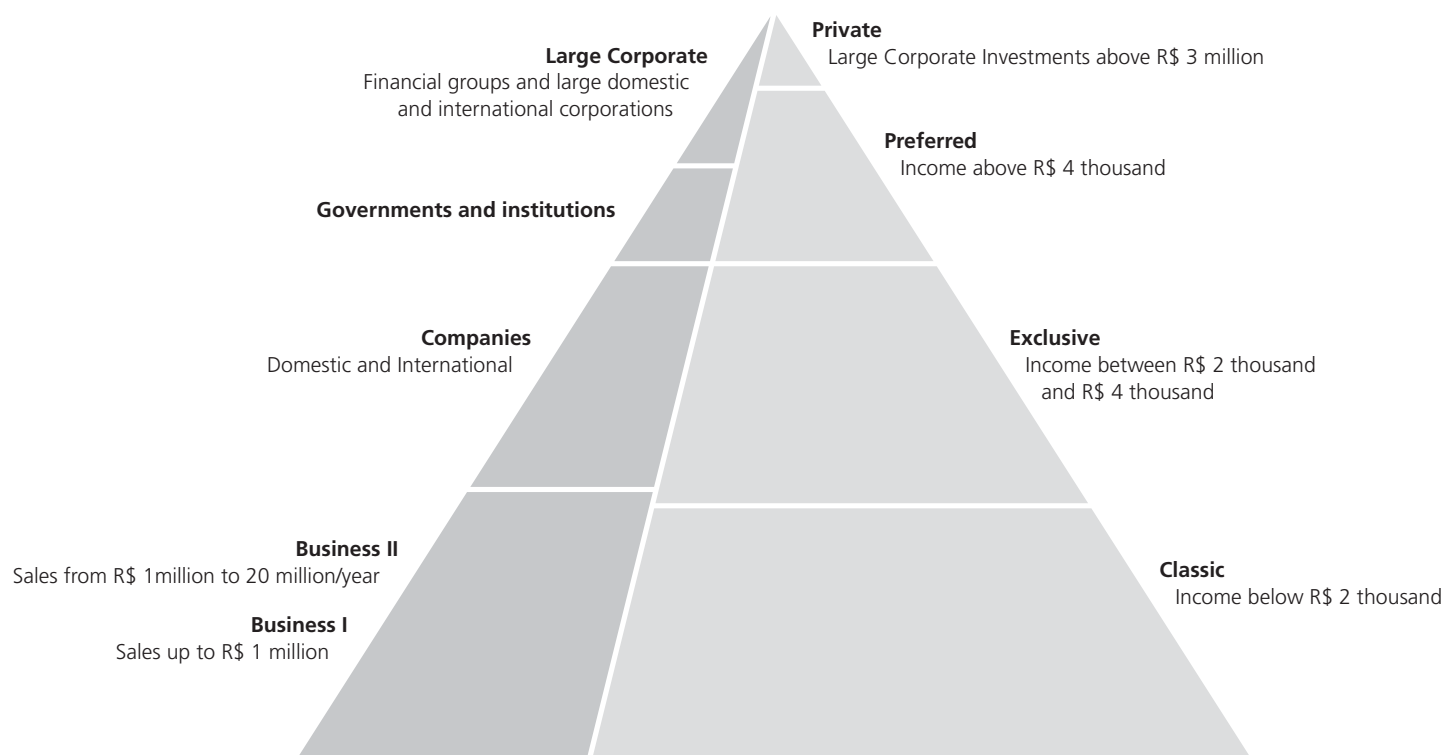 Large Corporate
Financial groups and large domestic
and international corporations
Governments and institutions
Companies
Domestic and International
Business II
Sales from R$ 1million to 20 million/year
Business I
Sales up to R$ 1 million
Private
Large Corporate Investments above R$ 3 million
Preferred
Income above R$ 4 thousand
Exclusive
Income between R$ 2 thousand
and R$ 4 thousand
Classic
Income below R$ 2 thousand